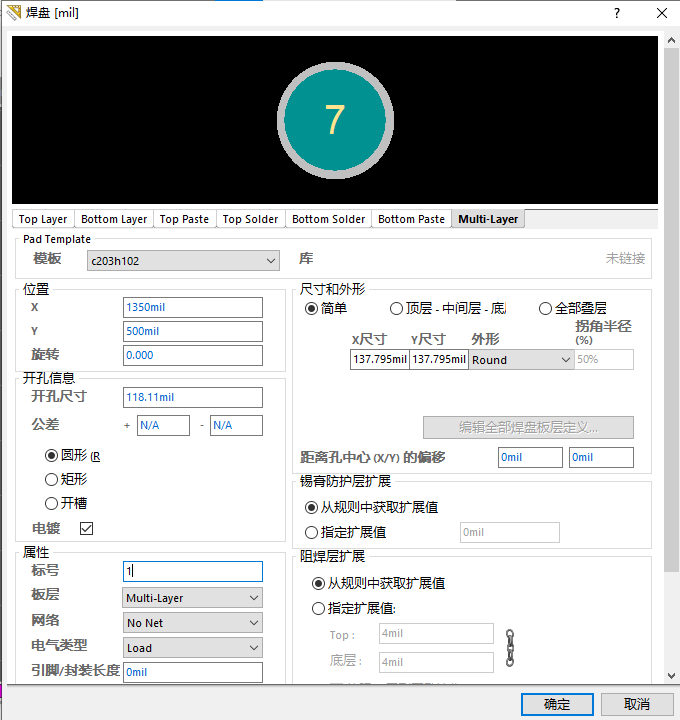 焊盘 [mil]
?
7
Top Layer Bottom Layer Top Paste Top Solder Bottom Solder Bottom Paste Multi-Layer
Pad Template
模板 c203h102 库 未链接
位置
X 1350mil
Y 500mil
旋转 0.000
开孔信息
开孔尺寸 118.11mil
公差 + N/A - N/A
圆形 (R
矩形
开槽
电镀
属性
标号 1
板层 Multi-Layer
网络 No Net
电气类型 Load
引脚/封装长度 0mil
尺寸和外形
简单 顶层 - 中间层 - 底 全部叠层
X尺寸 Y尺寸 外形 拐角半径
(%)
137.795mil 137.795mil Round 50%
编辑全部焊盘板层定义...
距离孔中心 (X/Y) 的偏移 0mil 0mil
锡膏防护层扩展
从规则中获取扩展值
指定扩展值 0mil
阻焊层扩展
从规则中获取扩展值
指定扩展值:
Top : 4mil
底层 : 4mil
确定 取消